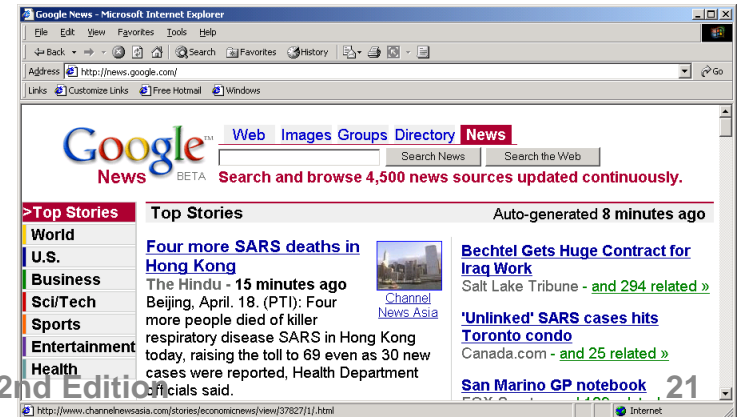 Google News - Microsoft Internet Explorer
File Edit View Favorites Tools Help
Back Search Favorites History
Address http://news.google.com/ Go
Links Customize Links Free Hotmail Windows
Google™ Web Images Groups Directory News
Search News Search the Web
News BETA Search and browse 4,500 news sources updated continuously.
>Top Stories
World
U.S.
Business
Sci/Tech
Sports
Entertainment
Health
Top Stories Auto-generated 8 minutes ago
Four more SARS deaths in
Hong Kong
The Hindu - 15 minutes ago
Beijing, April. 18. (PTI): Four
more people died of killer
respiratory disease SARS in Hong Kong
today, raising the toll to 69 even as 30 new
cases were reported, Health Department
officials said.
Channel
News Asia
Bechtel Gets Huge Contract for
Iraq Work
Salt Lake Tribune - and 294 related »
'Unlinked' SARS cases hits
Toronto condo
Canada.com - and 25 related »
San Marino GP notebook
2nd Edition 21
http://www.channelnewsasia.com/stories/economicnews/view/37827/1/.html Internet